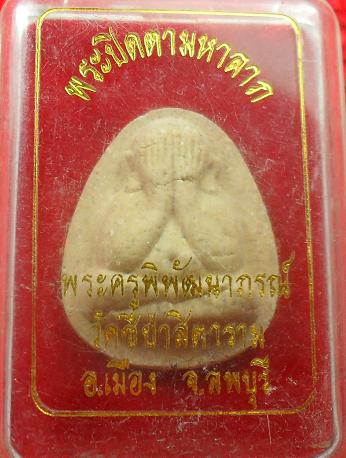 พระปิดตามหาลาภ
พระครูพิพัฒนาภรณ์
วัดชีย่าสิตาราม
อ.เมือง จ.ลพบุรี